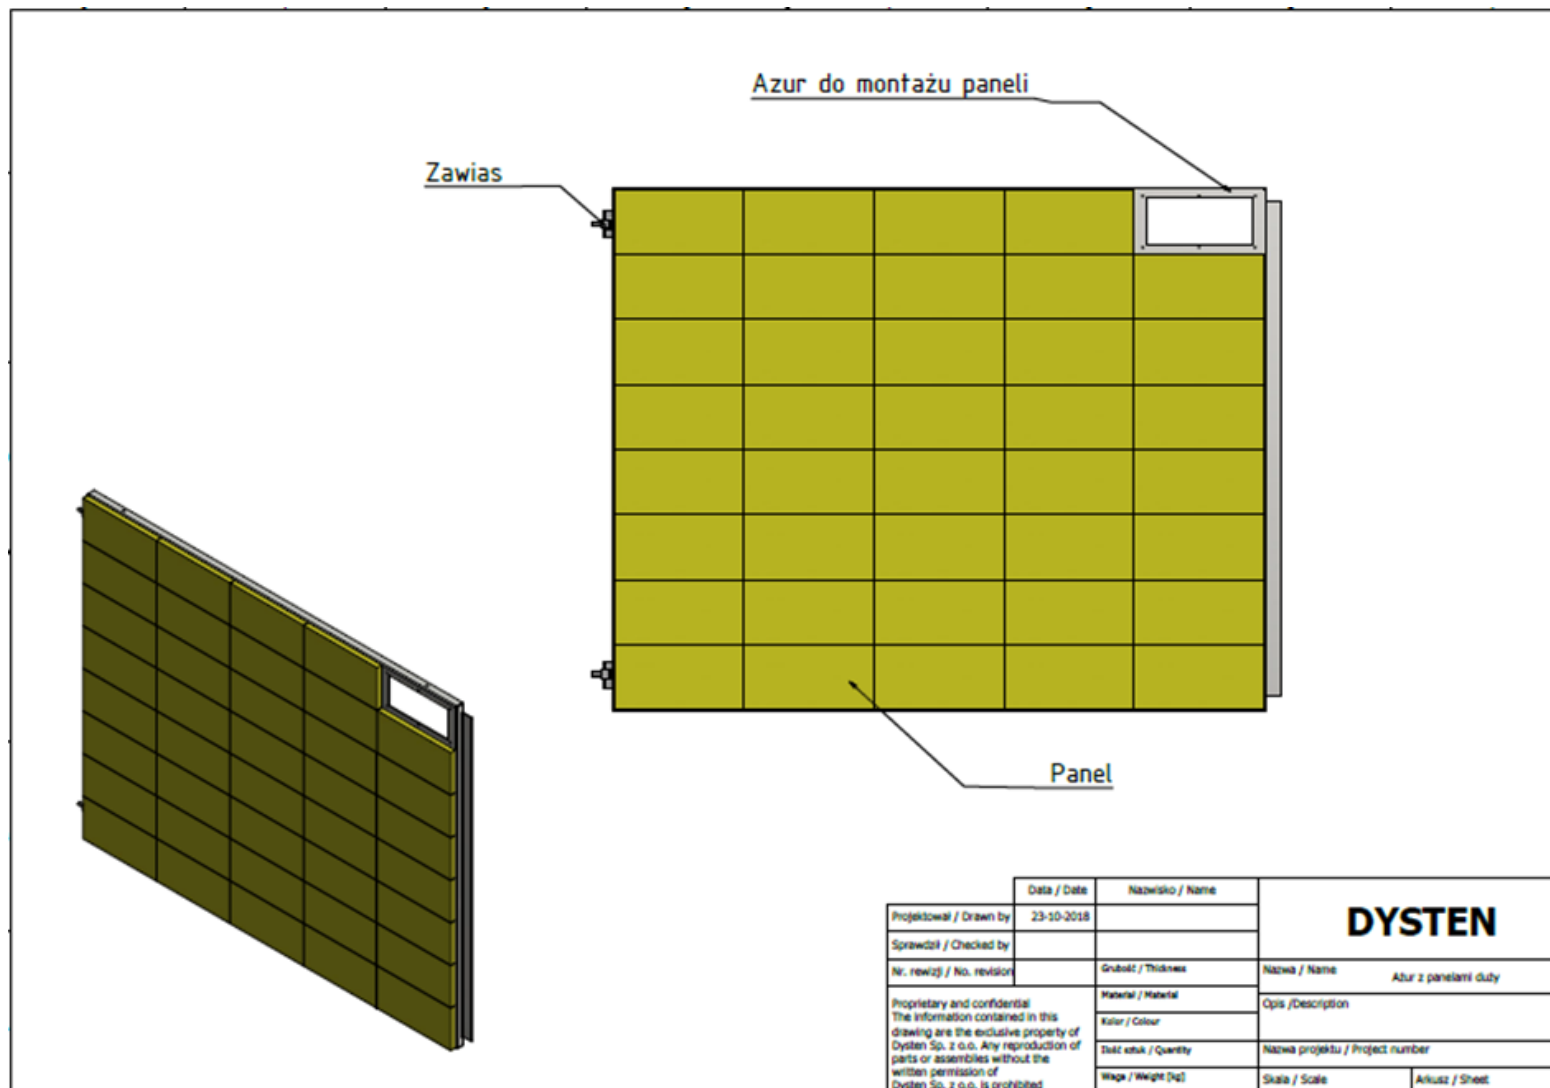 Azur do montażu paneli
Zawias
Panel
Data / Date
Nazwisko / Name
Projektował / Drawn by
23-10-2018
DYSTEN
Sprawdził / Checked by
Nr. rewizji / No. revision
Grubość / Thickness
Nazwa / Name
Ażur z panelami duży
Materiał / Material
Opis /Description
Proprietary and confidential
The information contained in this
drawing are the exclusive property of
Dysten Sp. z o.o. Any reproduction of
parts or assemblies without the
written permission of
Dysten Sp. z o.o. is prohibited
Kolor / Colour
Ilość sztuk / Quantity
Nazwa projektu / Project number
Waga / Weight [kg]
Skala / Scale
Arkusz / Sheet